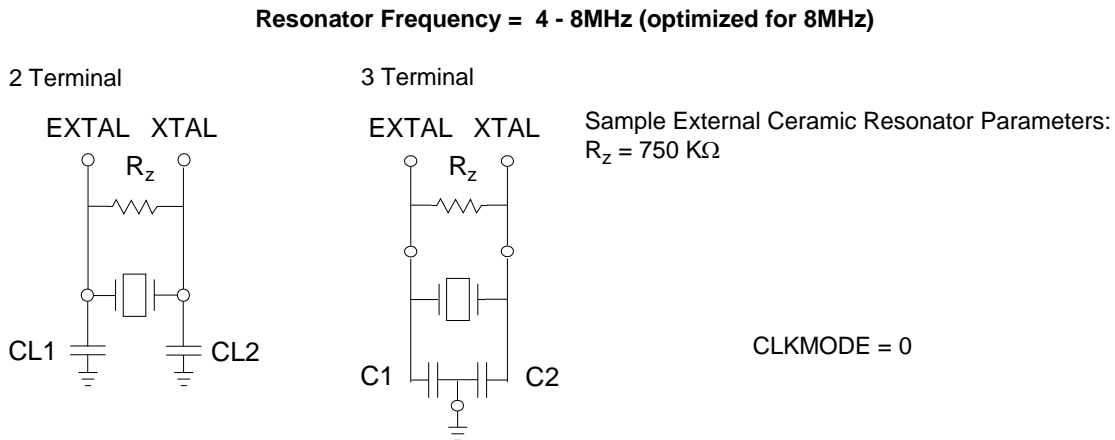 Resonator Frequency = 4 - 8MHz (optimized for 8MHz)
2 Terminal
EXTAL XTAL
Rz
CL1
CL2
3 Terminal
EXTAL XTAL
Rz
C1
C2
Sample External Ceramic Resonator Parameters:
Rz = 750 KΩ
CLKMODE = 0